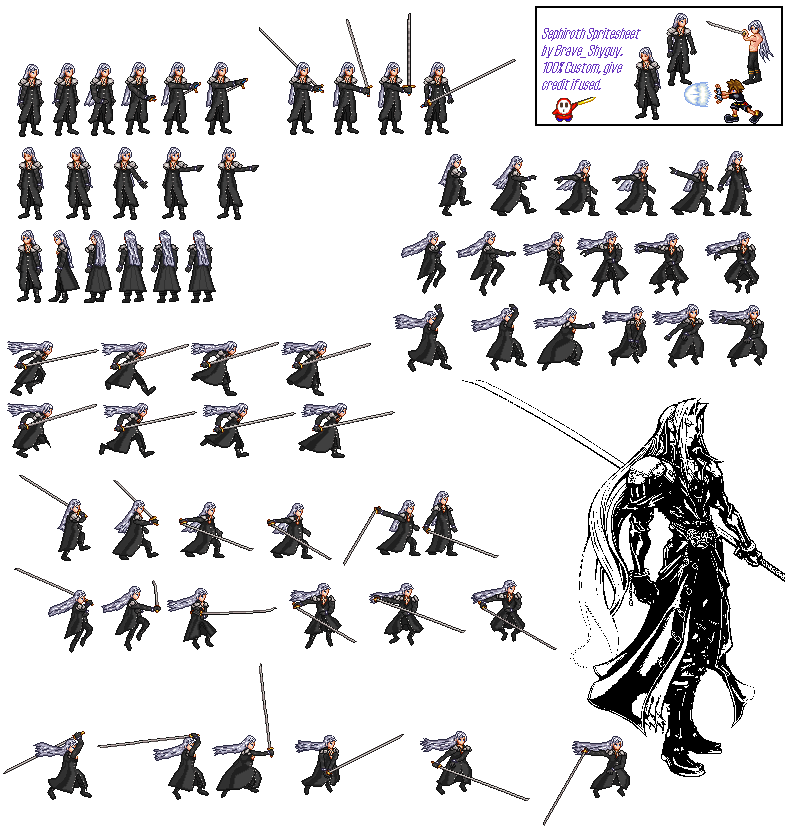 Sephiroth Spritesheet
by Brave_Shyguy.
100% Custom, give
credit if used.